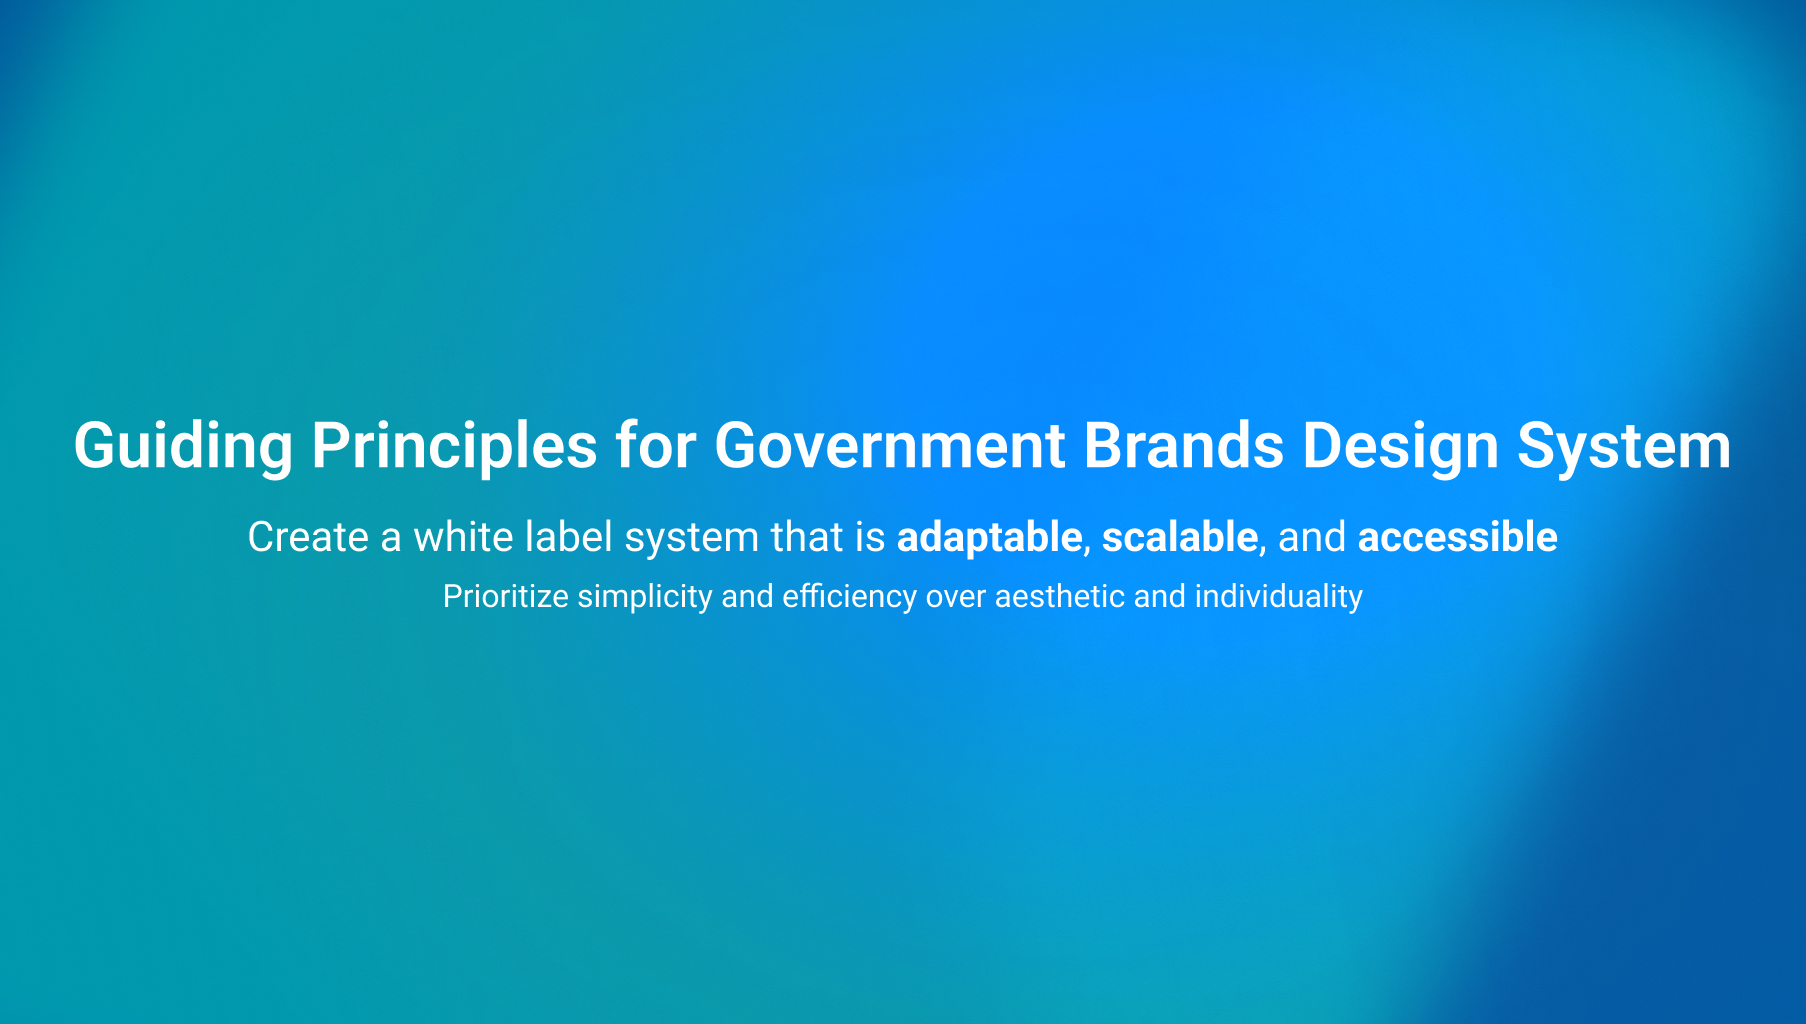 Guiding Principles for Government Brands Design System
Create a white label system that is adaptable, scalable, and accessible
Prioritize simplicity and efficiency over aesthetic and individuality